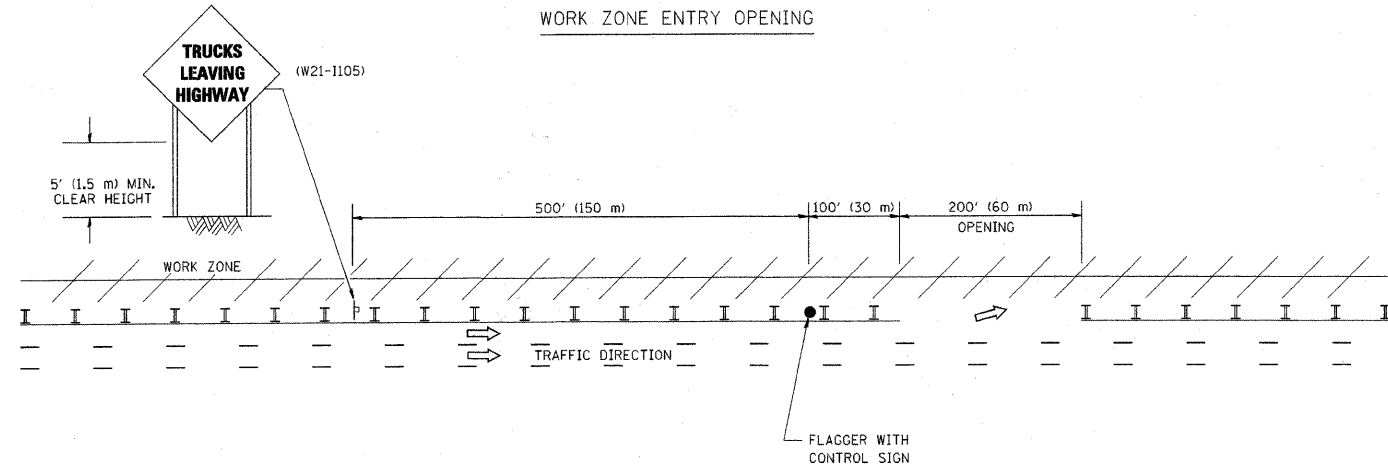 WORK ZONE ENTRY OPENING
TRUCKS
LEAVING
HIGHWAY
(W21-I105)
5' (1.5 m) MIN.
CLEAR HEIGHT
500' (150 m)
100' (30 m)
200' (60 m)
OPENING
WORK ZONE
TRAFFIC DIRECTION
FLAGGER WITH
CONTROL SIGN